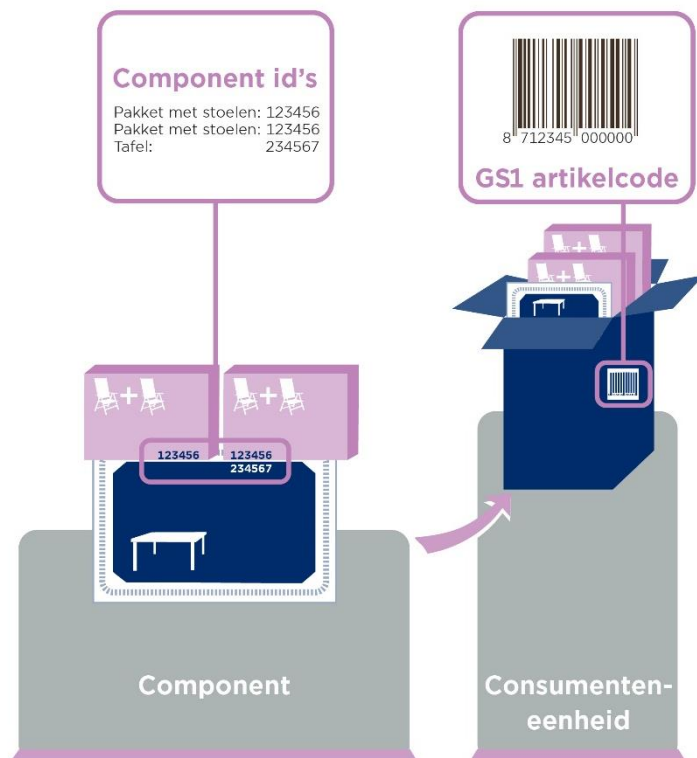 Component id's
Pakket met stoelen: 123456
Pakket met stoelen: 123456
Tafel: 234567
8 712345 000000
GS1 artikelcode
+
+
+
+
123456 123456
234567
Component
Consumenten-
eenheid